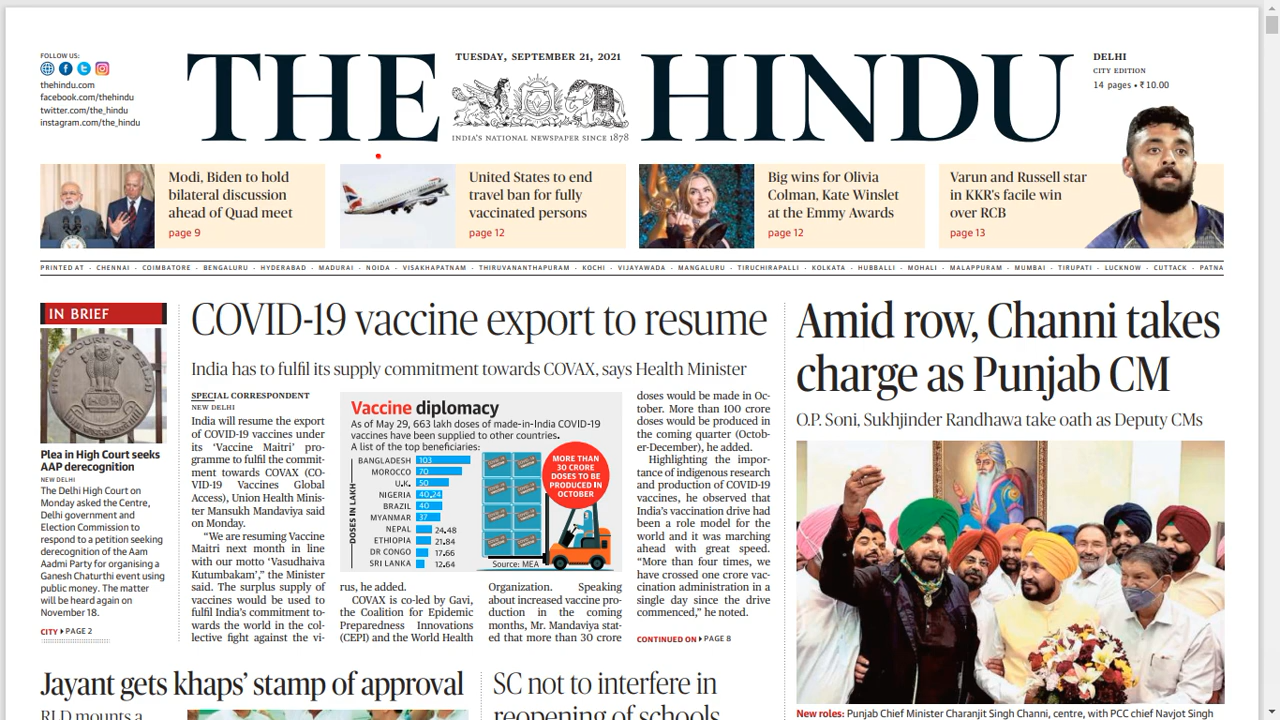 FOLLOW US:
thehindu.com
facebook.com/thehindu
twitter.com/the_hindu
instagram.com/the_hindu
THE HINDU
TUESDAY, SEPTEMBER 21, 2021
INDIA'S NATIONAL NEWSPAPER SINCE 1878
DELHI
CITY EDITION
14 pages • ₹10.00
Modi, Biden to hold
bilateral discussion
ahead of Quad meet
page 9
United States to end
travel ban for fully
vaccinated persons
page 12
Big wins for Olivia
Colman, Kate Winslet
at the Emmy Awards
page 12
Varun and Russell star
in KKR's facile win
over RCB
page 13
PRINTED AT - CHENNAI - COIMBATORE - BENGALURU - HYDERABAD - MADURAI - NOIDA - VISAKHAPATNAM - THIRUVANANTHAPURAM - KOCHI - VIJAYAWADA - MANGALURU - TIRUCHIRAPALLI - KOLKATA - HUBBALLI - MOHALI - MALAPPURAM - MUMBAI - TIRUPATI - LUCKNOW - CUTTACK - PATNA
IN BRIEF
HIGH COURT OF DELHI
Plea in High Court seeks
AAP derecognition
NEW DELHI
The Delhi High Court on
Monday asked the Centre,
Delhi government and
Election Commission to
respond to a petition seeking
derecognition of the Aam
Aadmi Party for organising a
Ganesh Chaturthi event using
public money. The matter
will be heard again on
November 18.
CITY ▸ PAGE 2
COVID-19 vaccine export to resume
India has to fulfil its supply commitment towards COVAX, says Health Minister
SPECIAL CORRESPONDENT
NEW DELHI
India will resume the export
of COVID-19 vaccines under
its 'Vaccine Maitri' pro-
gramme to fulfil the commit-
ment towards COVAX (CO-
VID-19 Vaccines Global
Access), Union Health Minis-
ter Mansukh Mandaviya said
on Monday.
"We are resuming Vaccine
Maitri next month in line
with our motto 'Vasudhaiva
Kutumbakam'," the Minister
said. The surplus supply of
vaccines would be used to
fulfil India's commitment to-
wards the world in the col-
lective fight against the vi-
Vaccine diplomacy
As of May 29, 663 lakh doses of made-in-India COVID-19
vaccines have been supplied to other countries.
A list of the top beneficiaries:
DOSES IN LAKH
BANGLADESH 103
MOROCCO 70
U.K. 50
NIGERIA 40.24
BRAZIL 40
MYANMAR 37
NEPAL 24.48
ETHIOPIA 21.84
DR CONGO 17.66
SRI LANKA 12.64
MORE THAN
30 CRORE
DOSES TO BE
PRODUCED IN
OCTOBER
Source: MEA
rus, he added.
COVAX is co-led by Gavi,
the Coalition for Epidemic
Preparedness Innovations
(CEPI) and the World Health
Organization. Speaking
about increased vaccine pro-
duction in the coming
months, Mr. Mandaviya stat-
ed that more than 30 crore
doses would be made in Oc-
tober. More than 100 crore
doses would be produced in
the coming quarter (Octob-
er-December), he added.
Highlighting the impor-
tance of indigenous research
and production of COVID-19
vaccines, he observed that
India's vaccination drive had
been a role model for the
world and it was marching
ahead with great speed.
"More than four times, we
have crossed one crore vac-
cination administration in a
single day since the drive
commenced," he noted.
CONTINUED ON ▸ PAGE 8
Amid row, Channi takes
charge as Punjab CM
O.P. Soni, Sukhjinder Randhawa take oath as Deputy CMs
New roles: Punjab Chief Minister Charanjit Singh Channi, centre, with PCC chief Navjot Singh
Jayant gets khaps' stamp of approval
RLD mounts a
SC not to interfere in
reopening of schools